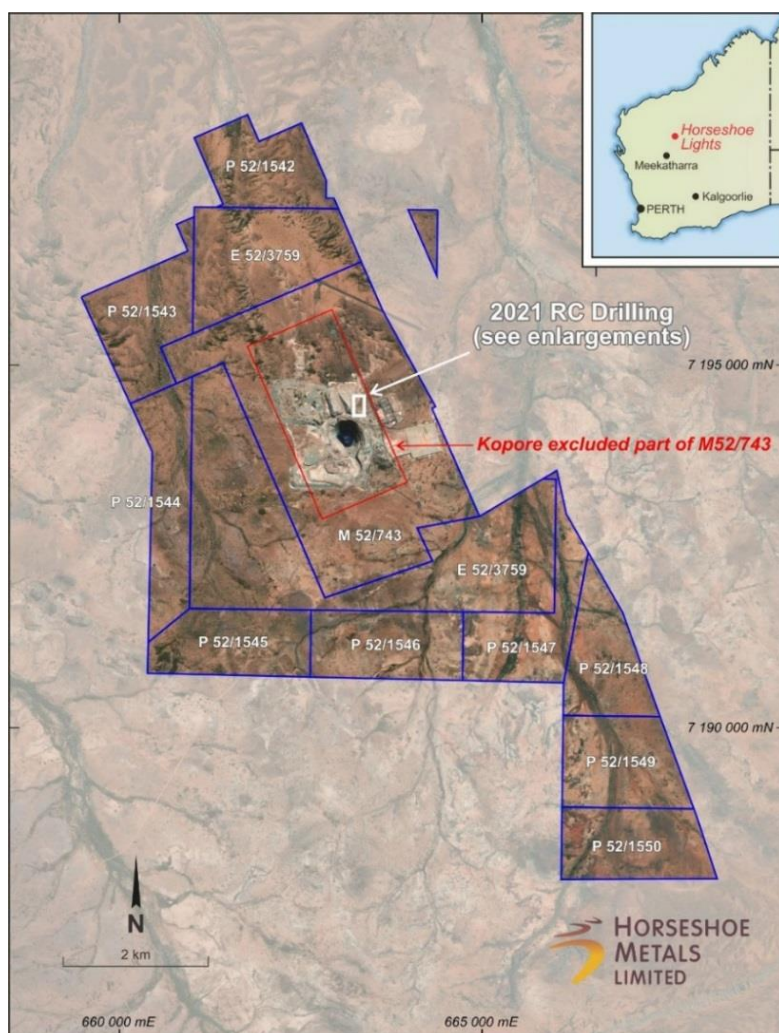 Horseshoe
Lights
Meekatharra
Kalgoorlie
PERTH
P 52/1542
E 52/3759
P 52/1543
2021 RC Drilling
(see enlargements)
7 195 000 mN
Kopore excluded part of M52/743
P 52/1544
M 52/743
E 52/3759
P 52/1545
P 52/1546
P 52/1547
P 52/1548
7 190 000 mN
P 52/1549
P 52/1550
N
2 km
HORSESHOE
METALS
LIMITED
660 000 mE
665 000 mE